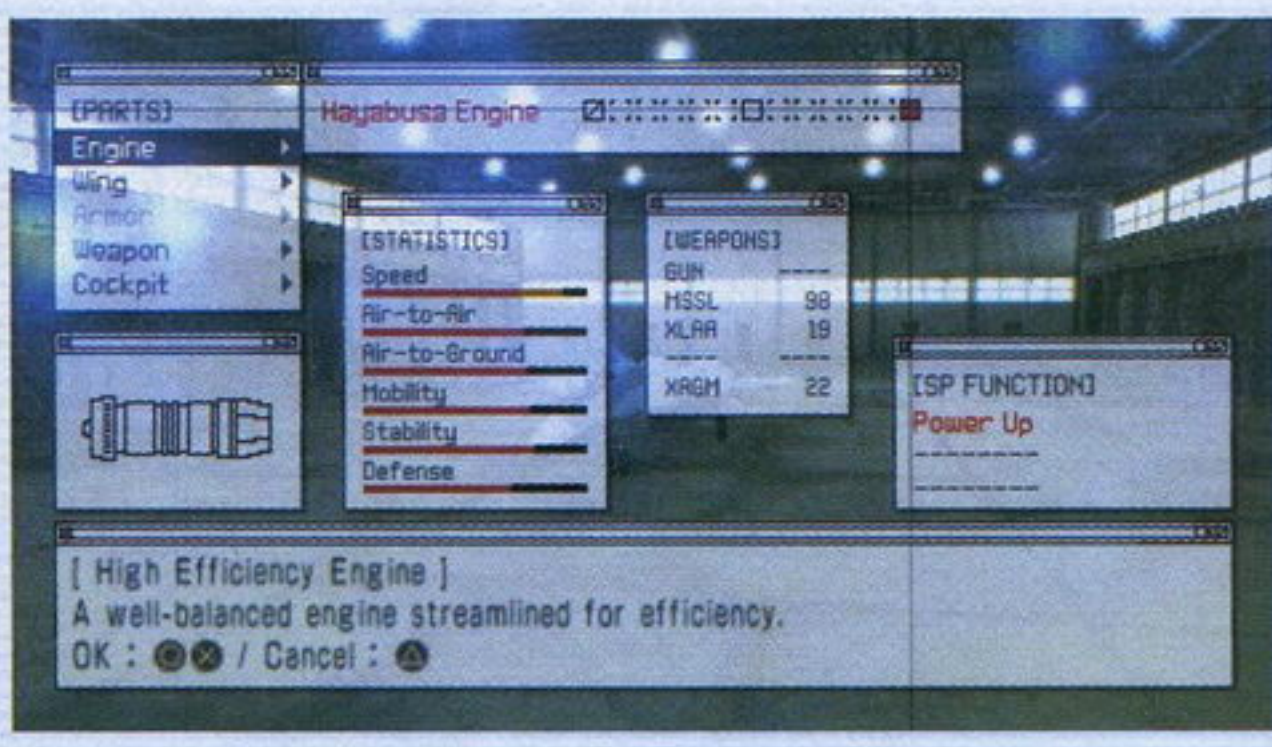 [PARTS]
Engine
Wing
Armor
Weapon
Cockpit
Hayabusa Engine
[STATISTICS]
Speed
Air-to-Air
Air-to-Ground
Mobility
Stability
Defense
[WEAPONS]
GUN ----
MSSL 98
XLAA 19
---- ----
XAGM 22
[SP FUNCTION]
Power Up
--------
--------
[ High Efficiency Engine ]
A well-balanced engine streamlined for efficiency.
OK : / Cancel :